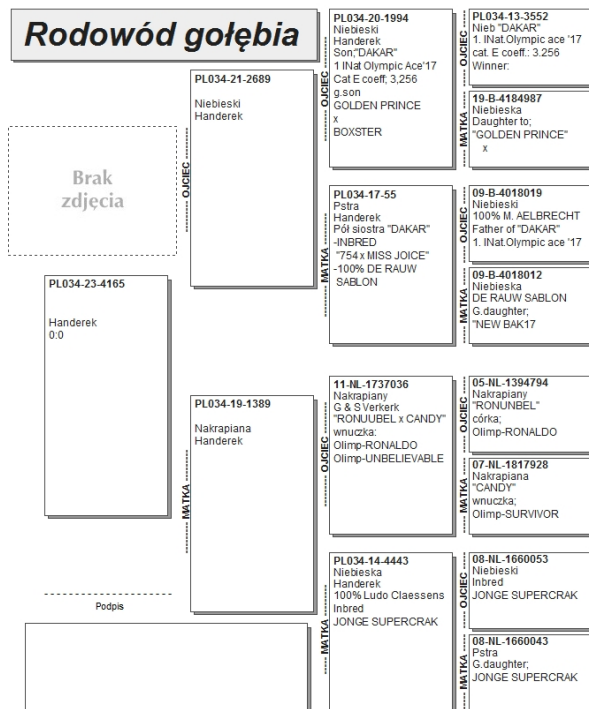 Rodowód gołębia
Brak
zdjęcia
PL034-23-4165
Handerek
0:0
Podpis
OJCIEC
PL034-21-2689
Niebieski
Handerek
MATKA
PL034-19-1389
Nakrapiana
Handerek
OJCIEC
PL034-20-1994
Niebieski
Handerek
Son;"DAKAR"
1 INat Olympic Ace'17
Cat E coeff; 3,256
g.son
GOLDEN PRINCE
x
BOXSTER
MATKA
PL034-17-55
Pstra
Handerek
Pół siostra "DAKAR"
-INBRED
"754 x MISS JOICE"
-100% DE RAUW
SABLON
OJCIEC
11-NL-1737036
Nakrapiany
G & S Verkerk
"RONUUBEL x CANDY"
wnuczka:
Olimp-RONALDO
Olimp-UNBELIEVABLE
MATKA
PL034-14-4443
Niebieska
Handerek
100% Ludo Claessens
Inbred
JONGE SUPERCRAK
OJCIEC
PL034-13-3552
Nieb "DAKAR"
1. INat.Olympic ace '17
cat. E coeff.: 3.256
Winner:
MATKA
19-B-4184987
Niebieska
Daughter to;
"GOLDEN PRINCE"
x
OJCIEC
09-B-4018019
Niebieski
100% M. AELBRECHT
Father of "DAKAR"
1. INat.Olympic ace '17
MATKA
09-B-4018012
Niebieska
DE RAUW SABLON
G.daughter;
"NEW BAK17
OJCIEC
05-NL-1394794
Nakrapiany
"RONUNBEL"
córka;
Olimp-RONALDO
MATKA
07-NL-1817928
Nakrapiana
"CANDY"
wnuczka;
Olimp-SURVIVOR
OJCIEC
08-NL-1660053
Niebieski
Inbred
JONGE SUPERCRAK
MATKA
08-NL-1660043
Pstra
G.daughter;
JONGE SUPERCRAK